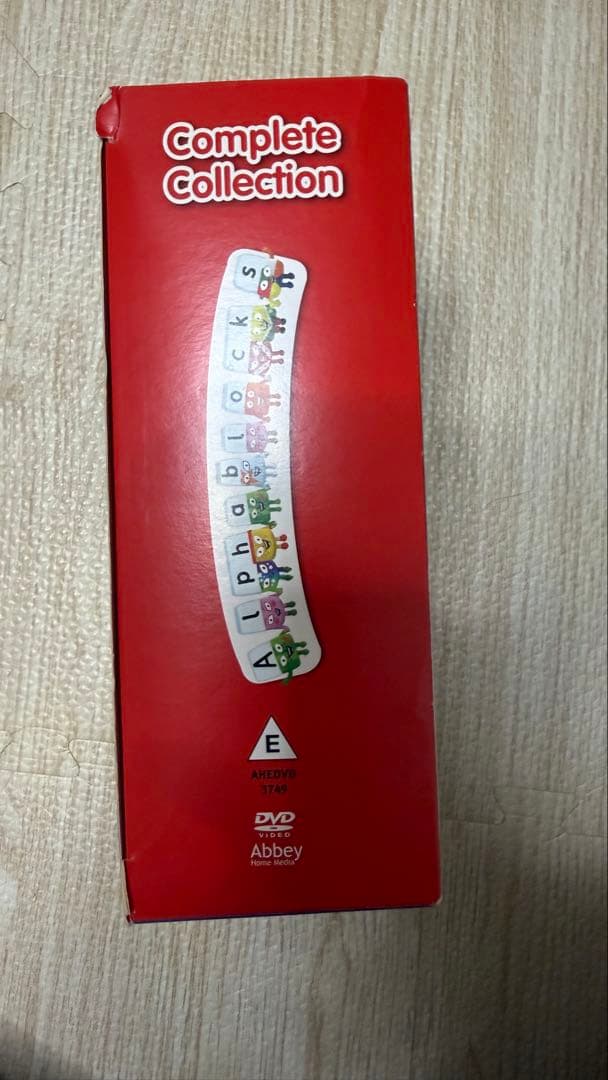 Complete
Collection
Alphablocks
E
AHEDVD
3749
DVD
VIDEO
Abbey
Home Media